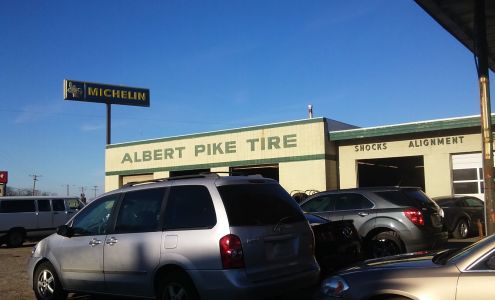 MICHELIN
ALBERT PIKE TIRE
SHOCKS ALIGNMENT